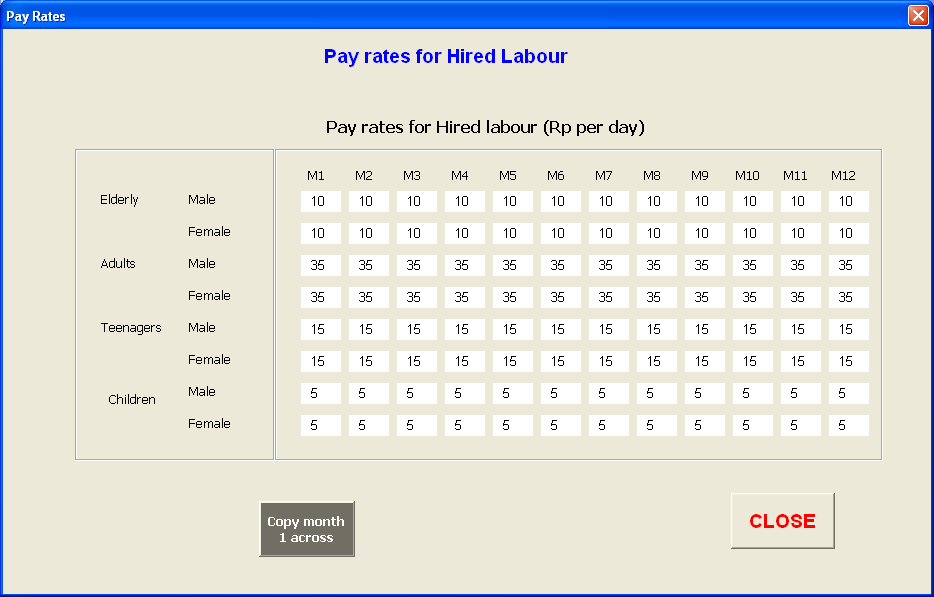 Pay Rates
Pay rates for Hired Labour
Pay rates for Hired labour (Rp per day)
M1 M2 M3 M4 M5 M6 M7 M8 M9 M10 M11 M12
Elderly Male 10 10 10 10 10 10 10 10 10 10 10 10
Female 10 10 10 10 10 10 10 10 10 10 10 10
Adults Male 35 35 35 35 35 35 35 35 35 35 35 35
Female 35 35 35 35 35 35 35 35 35 35 35 35
Teenagers Male 15 15 15 15 15 15 15 15 15 15 15 15
Female 15 15 15 15 15 15 15 15 15 15 15 15
Children Male 5 5 5 5 5 5 5 5 5 5 5 5
Female 5 5 5 5 5 5 5 5 5 5 5 5
Copy month
1 across
CLOSE